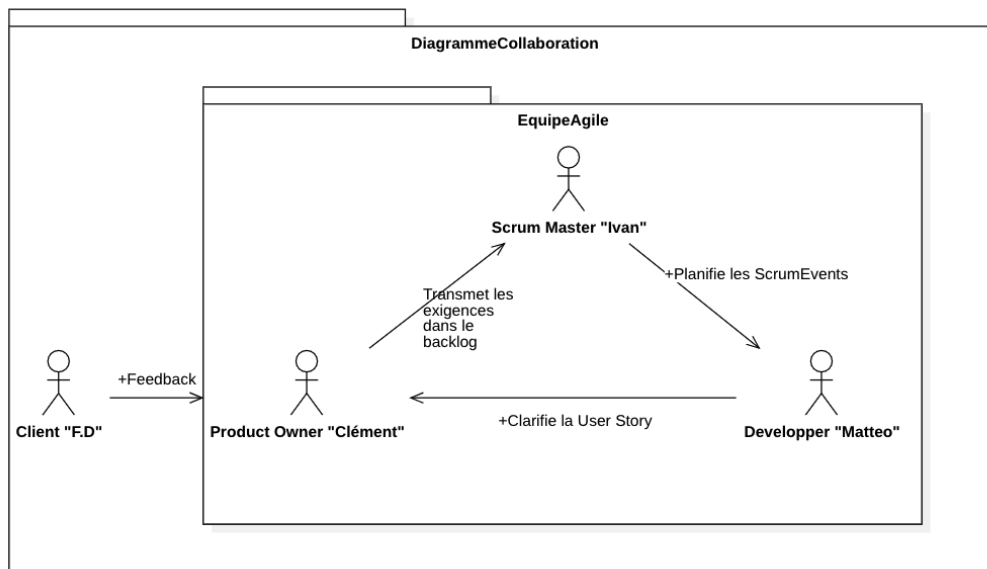 DiagrammeCollaboration
EquipeAgile
Scrum Master "Ivan"
+Planifie les ScrumEvents
Transmet les
exigences
dans le
backlog
+Feedback
+Clarifie la User Story
Client "F.D"
Product Owner "Clément"
Developper "Matteo"